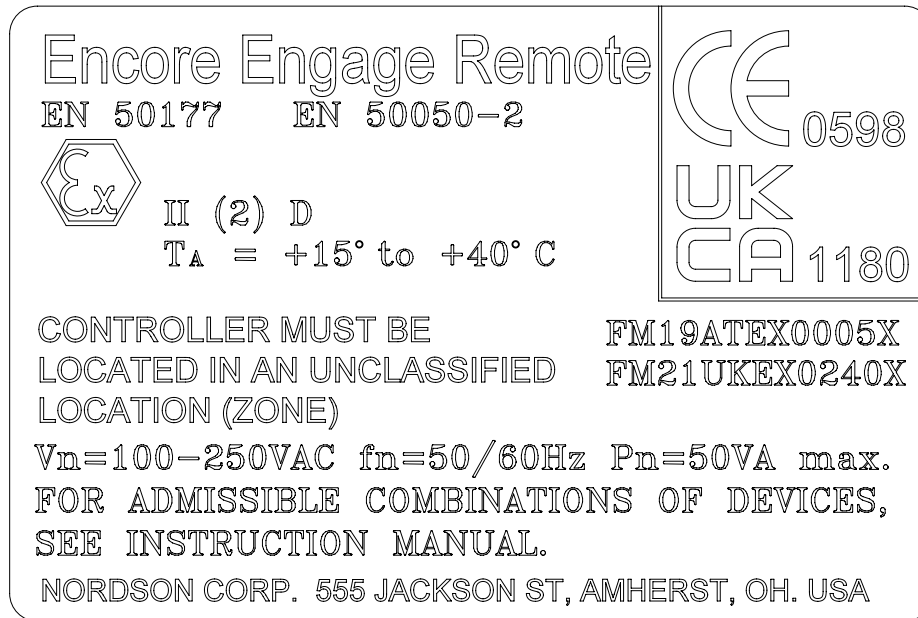 Encore Engage Remote
EN 50177 EN 50050-2
CE 0598
Ex
II (2) D
TA = +15° to +40° C
UK
CA 1180
CONTROLLER MUST BE
LOCATED IN AN UNCLASSIFIED
LOCATION (ZONE)
FM19ATEX0005X
FM21UKEX0240X
Vn=100-250VAC fn=50/60Hz Pn=50VA max.
FOR ADMISSIBLE COMBINATIONS OF DEVICES,
SEE INSTRUCTION MANUAL.
NORDSON CORP. 555 JACKSON ST, AMHERST, OH. USA